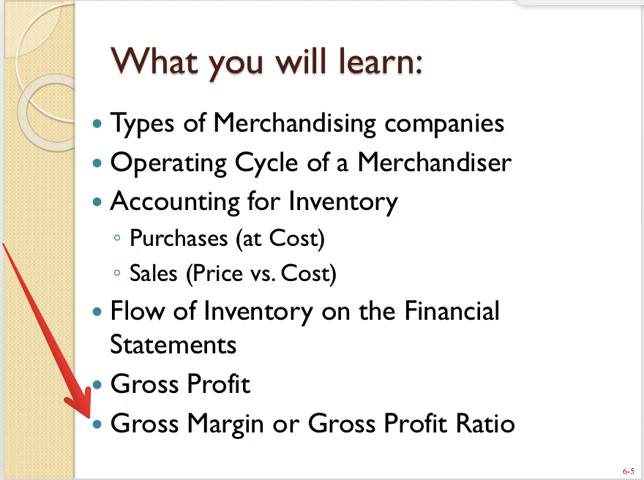 What you will learn:
• Types of Merchandising companies
• Operating Cycle of a Merchandiser
• Accounting for Inventory
◦ Purchases (at Cost)
◦ Sales (Price vs. Cost)
• Flow of Inventory on the Financial
Statements
• Gross Profit
• Gross Margin or Gross Profit Ratio
6-5